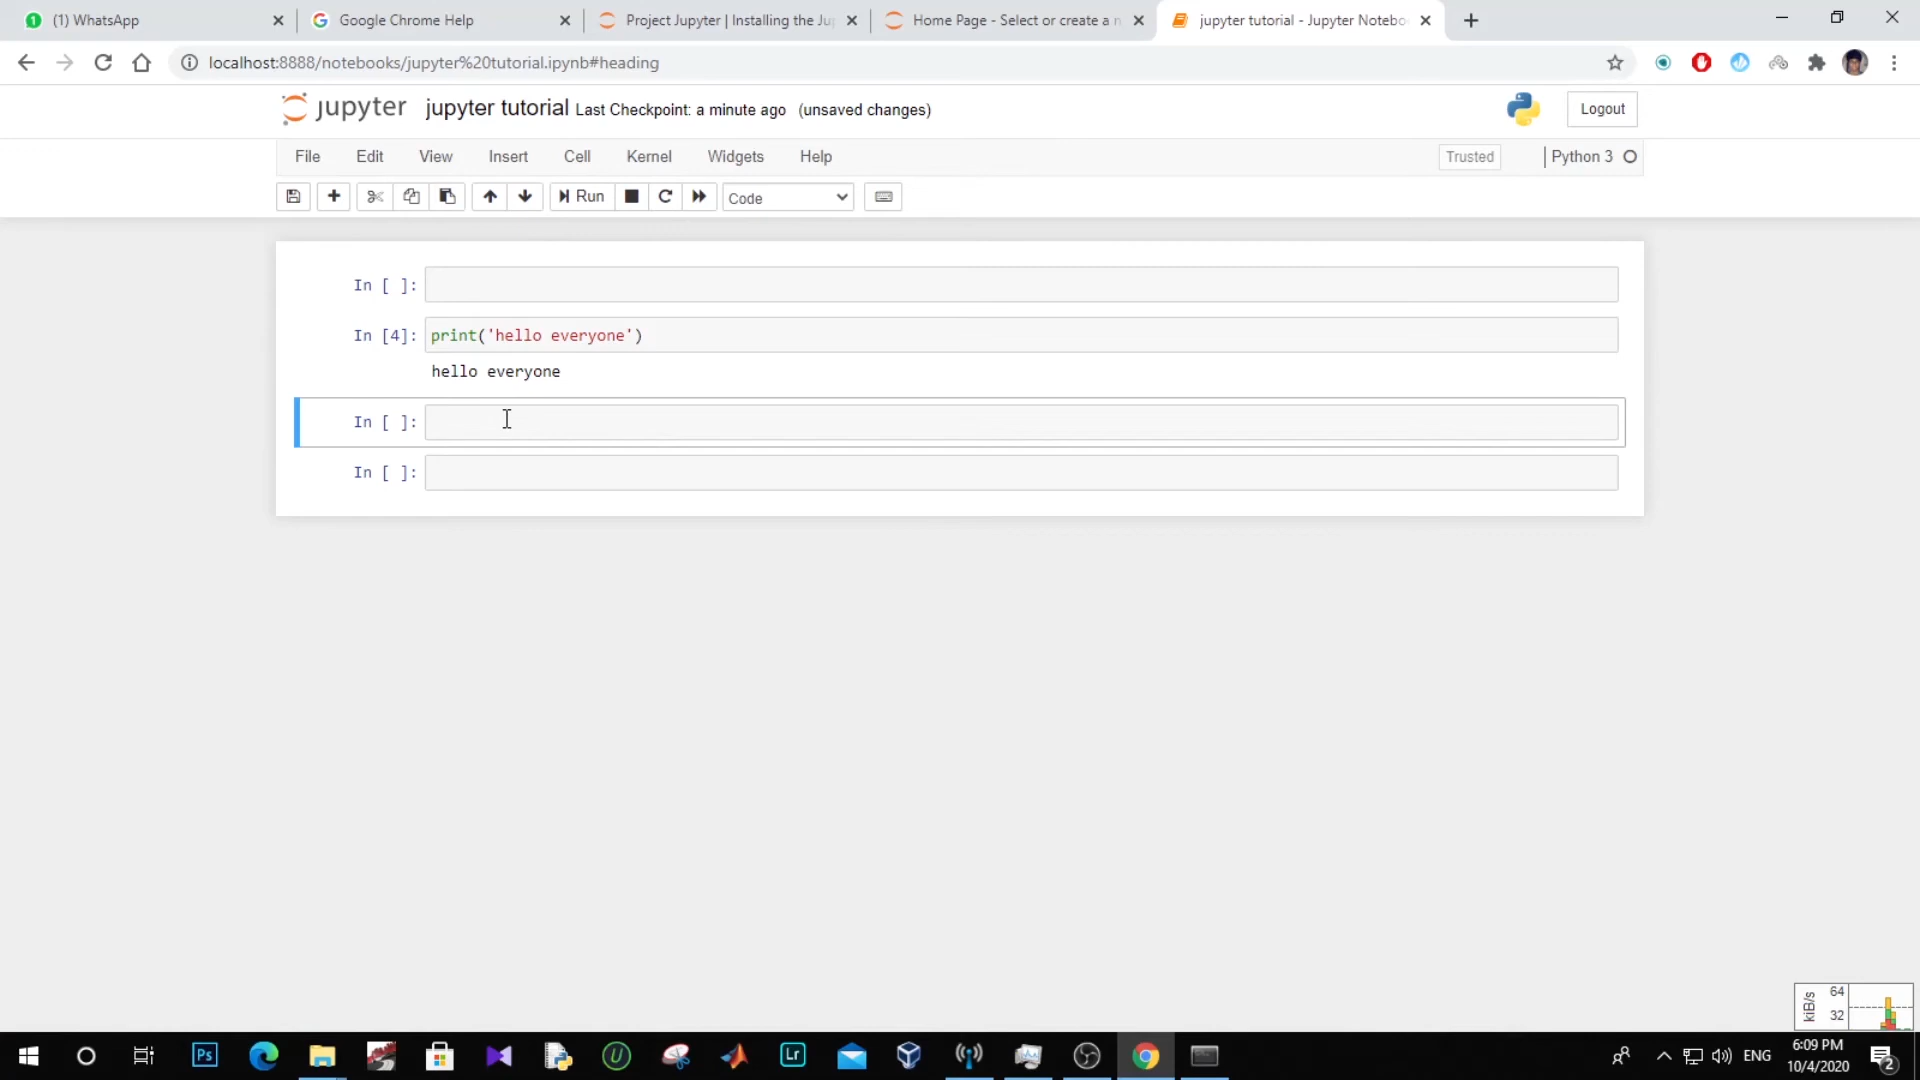 (1) WhatsApp
Google Chrome Help
Project Jupyter | Installing the Ju
Home Page - Select or create a n
jupyter tutorial - Jupyter Notebo
localhost:8888/notebooks/jupyter%20tutorial.ipynb#heading
jupyter jupyter tutorial Last Checkpoint: a minute ago (unsaved changes)
Logout
File Edit View Insert Cell Kernel Widgets Help
Trusted
Python 3
Run
Code
In [ ]:
In [4]: print('hello everyone')
hello everyone
In [ ]:
In [ ]:
kiB/s
64
32
Ps
U
Lr
ENG
6:09 PM
10/4/2020
2